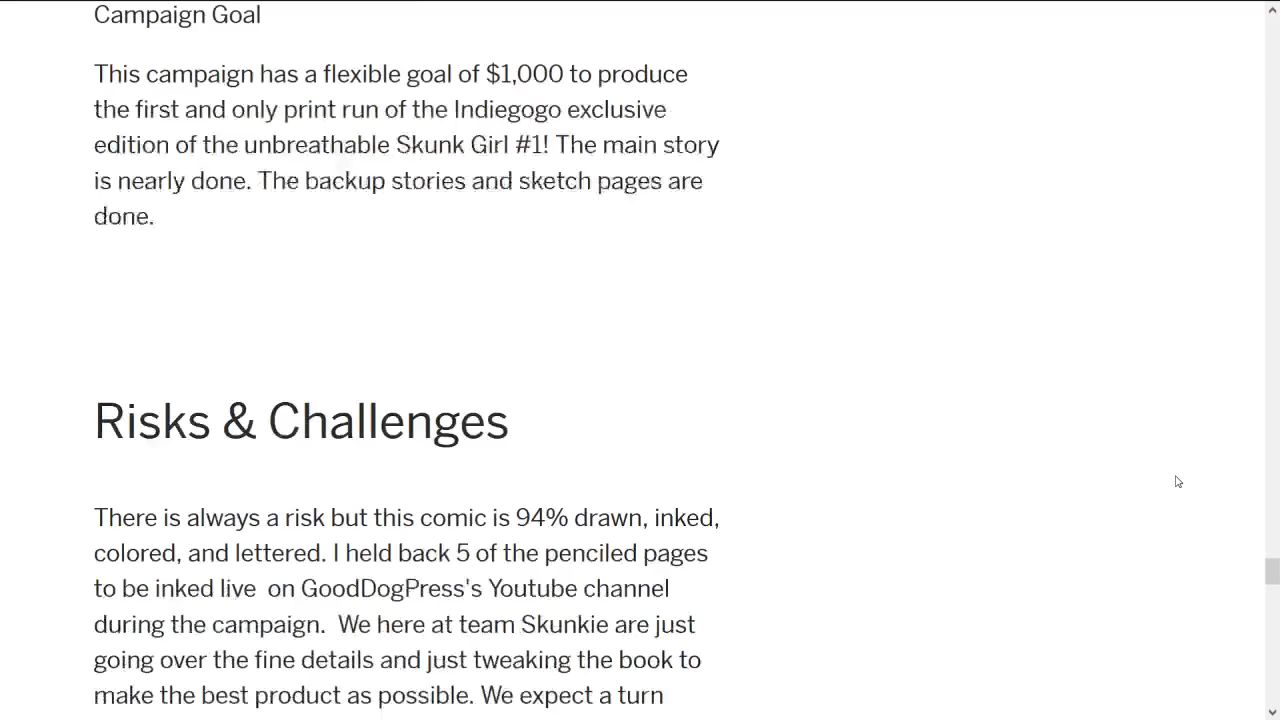 Campaign Goal
This campaign has a flexible goal of $1,000 to produce
the first and only print run of the Indiegogo exclusive
edition of the unbreathable Skunk Girl #1! The main story
is nearly done. The backup stories and sketch pages are
done.
Risks & Challenges
There is always a risk but this comic is 94% drawn, inked,
colored, and lettered. I held back 5 of the penciled pages
to be inked live  on GoodDogPress's Youtube channel
during the campaign.  We here at team Skunkie are just
going over the fine details and just tweaking the book to
make the best product as possible. We expect a turn